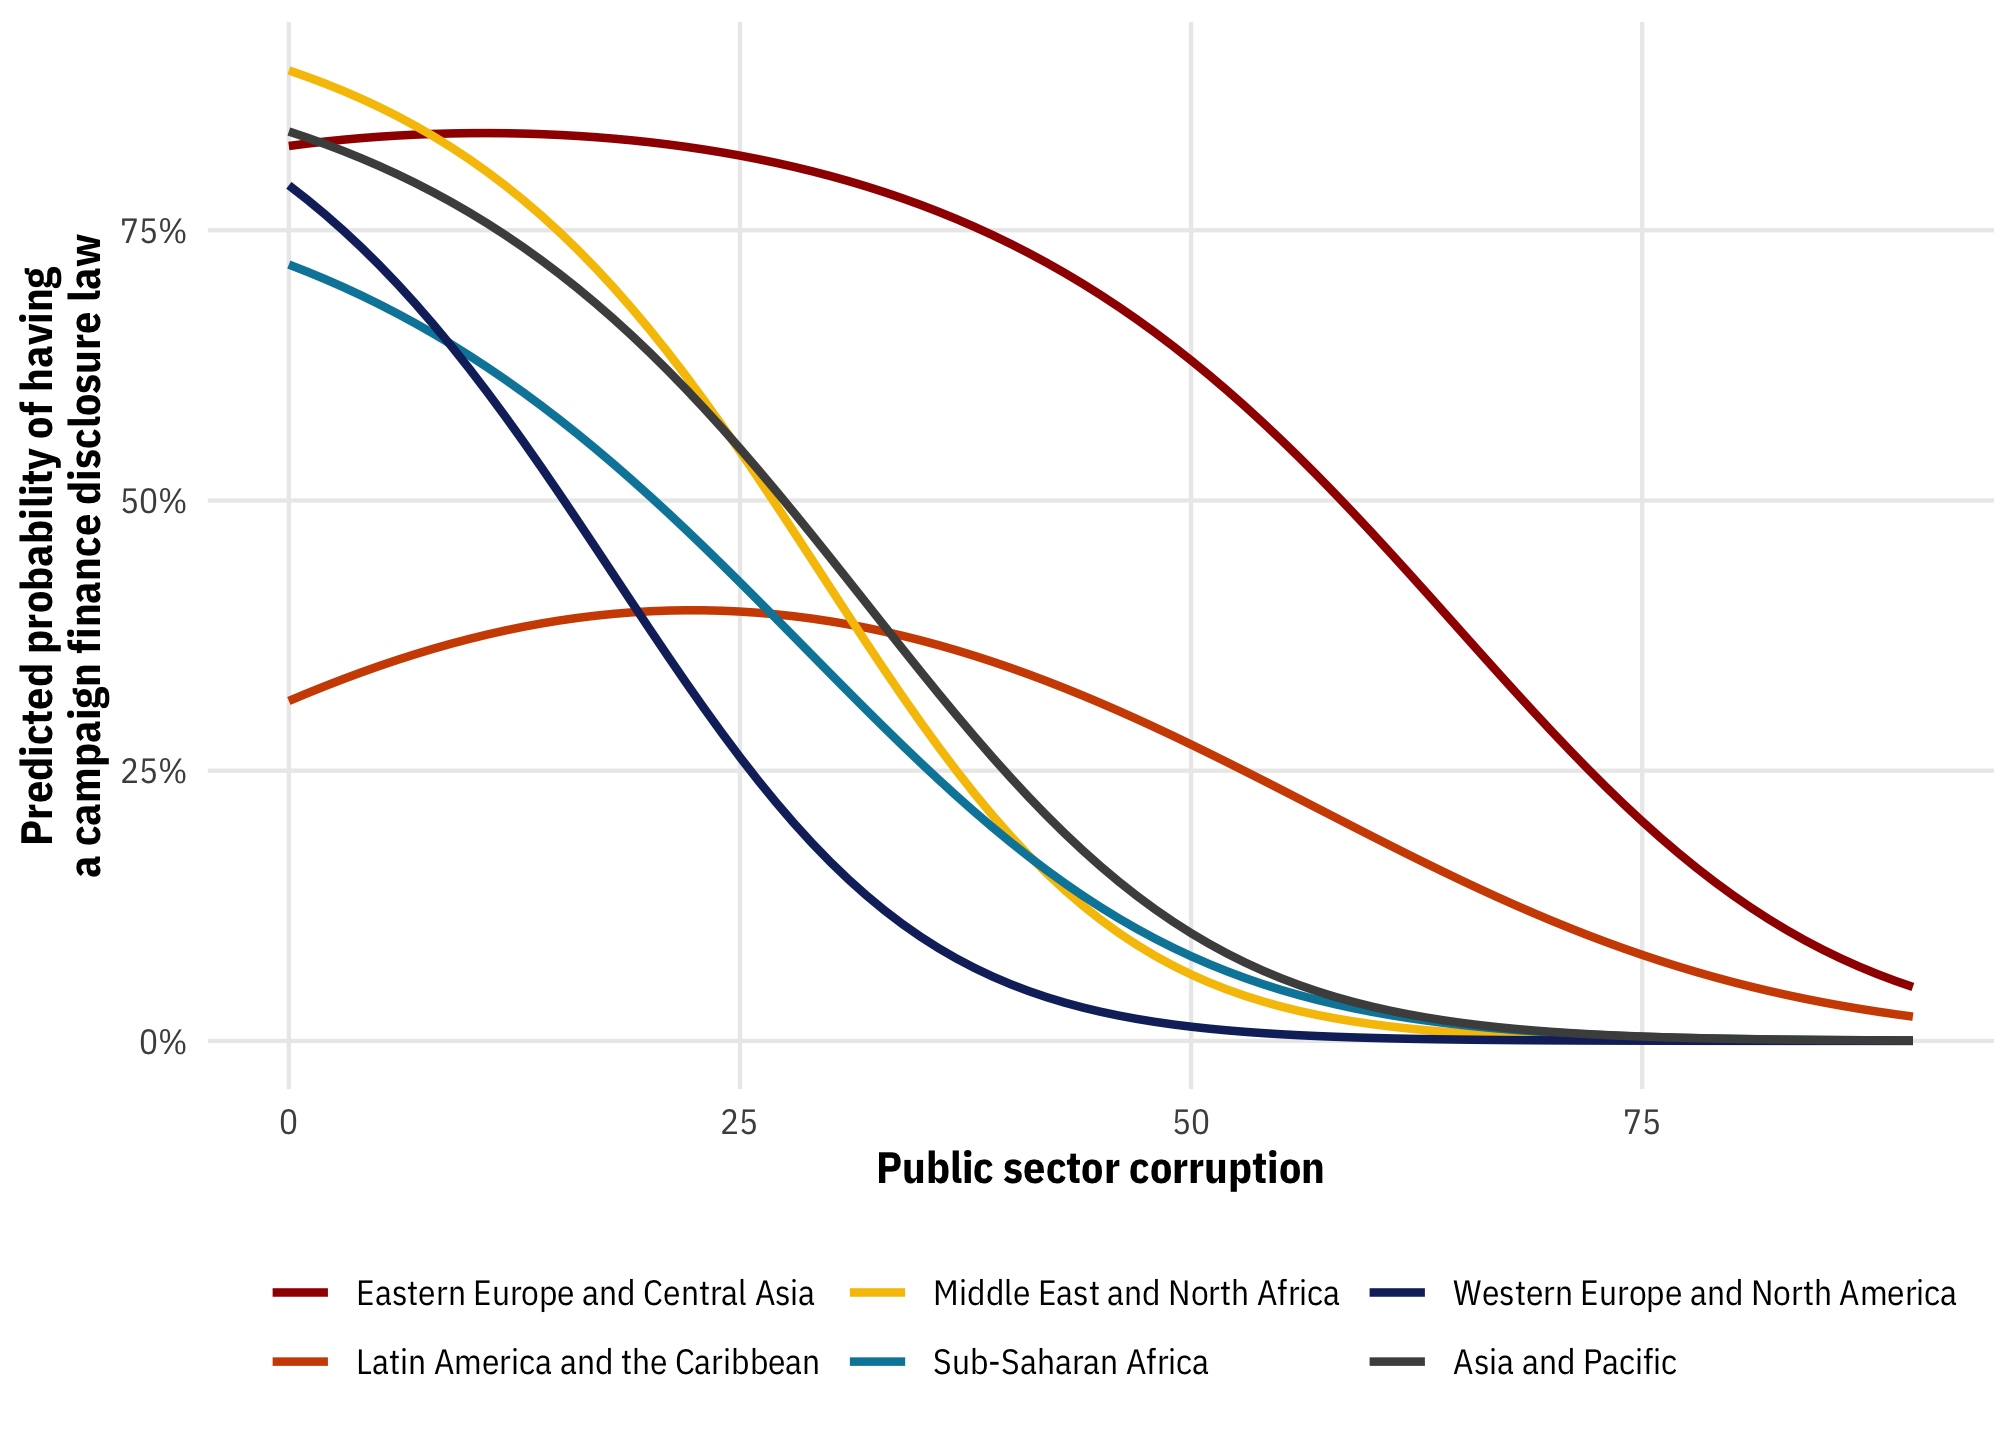 Predicted probability of having
a campaign finance disclosure law
75%
50%
25%
0%
0
25
50
75
Public sector corruption
Eastern Europe and Central Asia
Middle East and North Africa
Western Europe and North America
Latin America and the Caribbean
Sub-Saharan Africa
Asia and Pacific